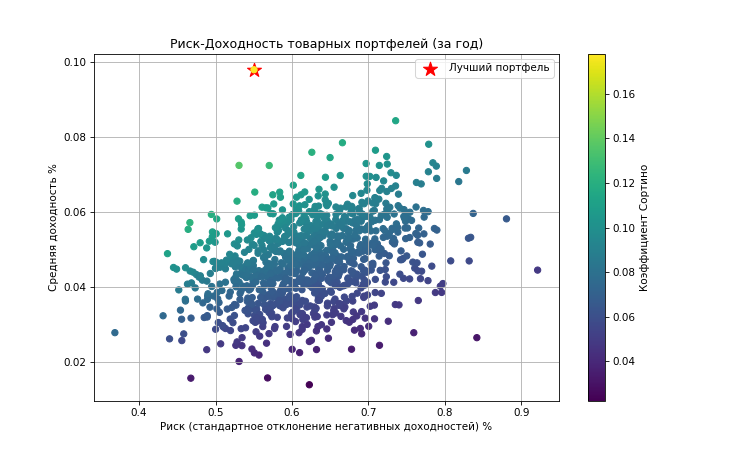 Риск-Доходность товарных портфелей (за год)
Лучший портфель
Средняя доходность %
0.10
0.08
0.06
0.04
0.02
0.4 0.5 0.6 0.7 0.8 0.9
Риск (стандартное отклонение негативных доходностей) %
0.16
0.14
0.12
0.10
0.08
0.06
0.04
Коэффициент Сортино